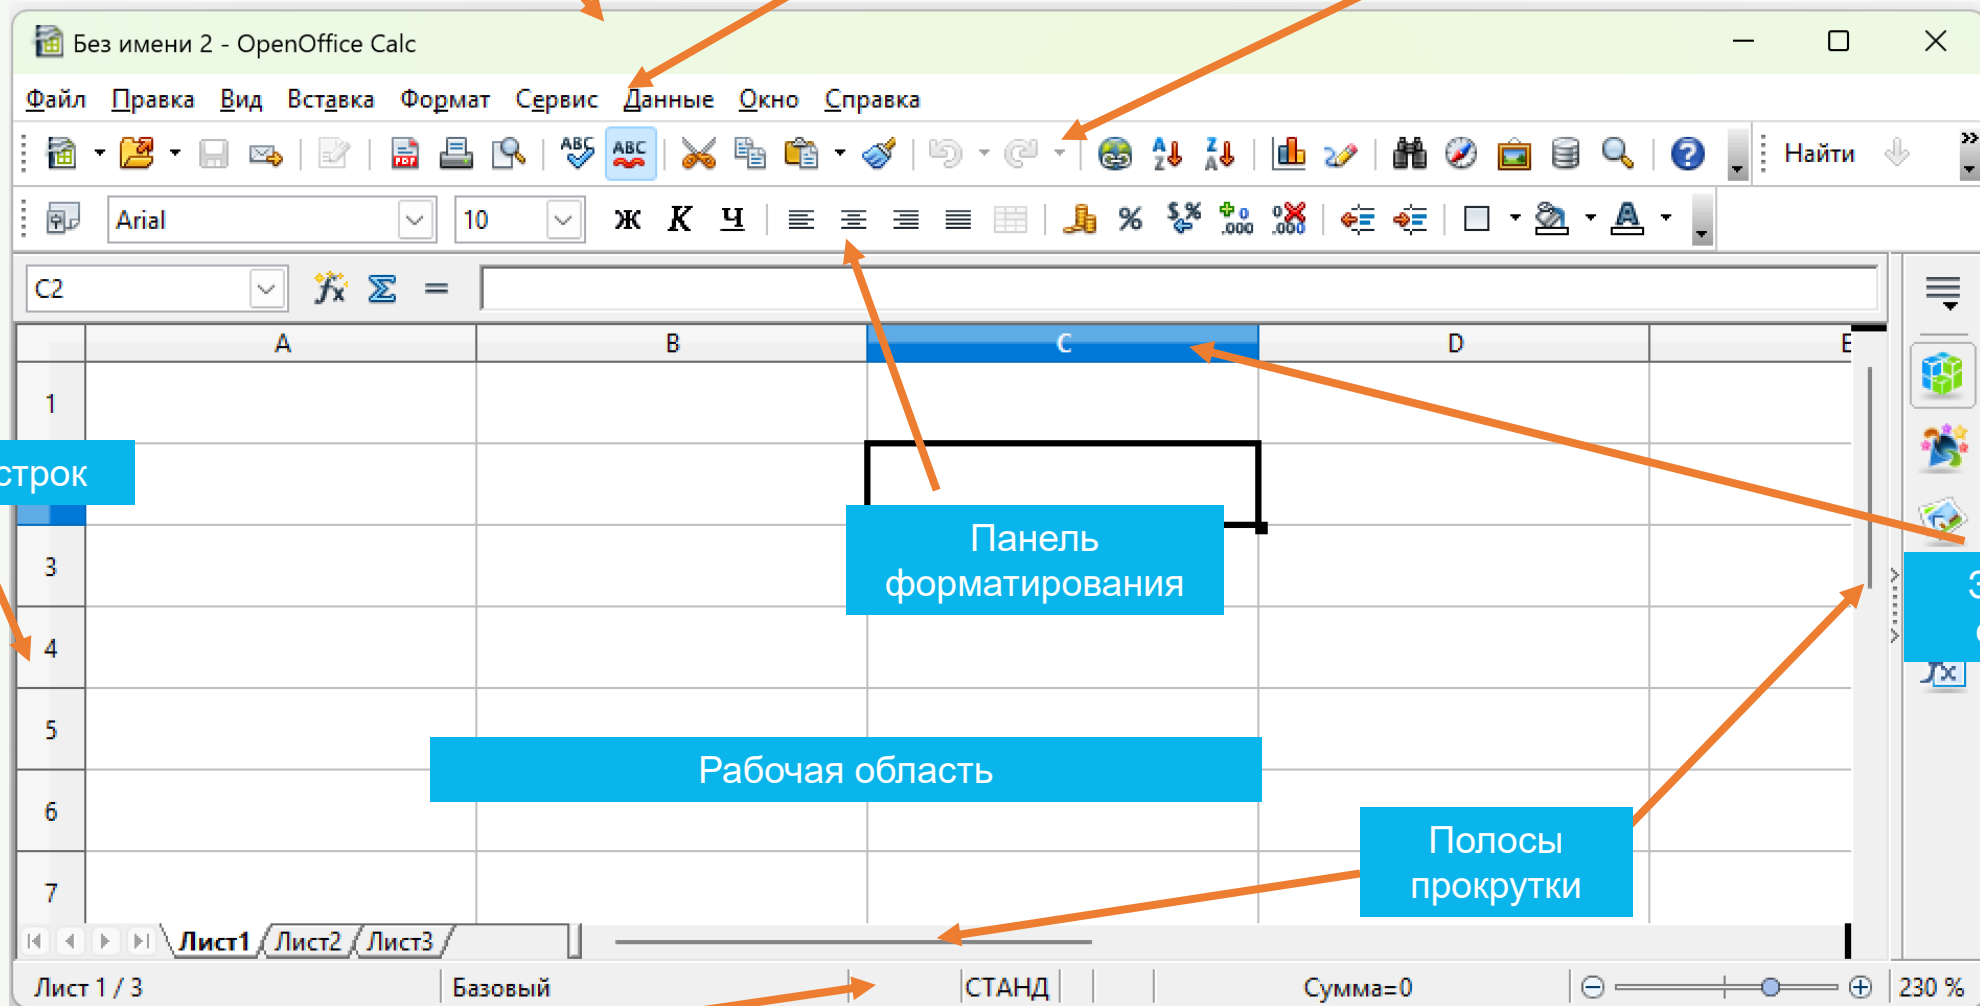 Без имени 2 - OpenOffice Calc
Файл Правка Вид Вставка Формат Сервис Данные Окно Справка
Найти
Arial 10 Ж К Ч %
C2 =
A B C D E
1
строк
3
Панель
форматирования
4
5
Рабочая область
6
Полосы
прокрутки
7
Лист1 Лист2 Лист3
Лист 1 / 3 Базовый СТАНД Сумма=0 230 %